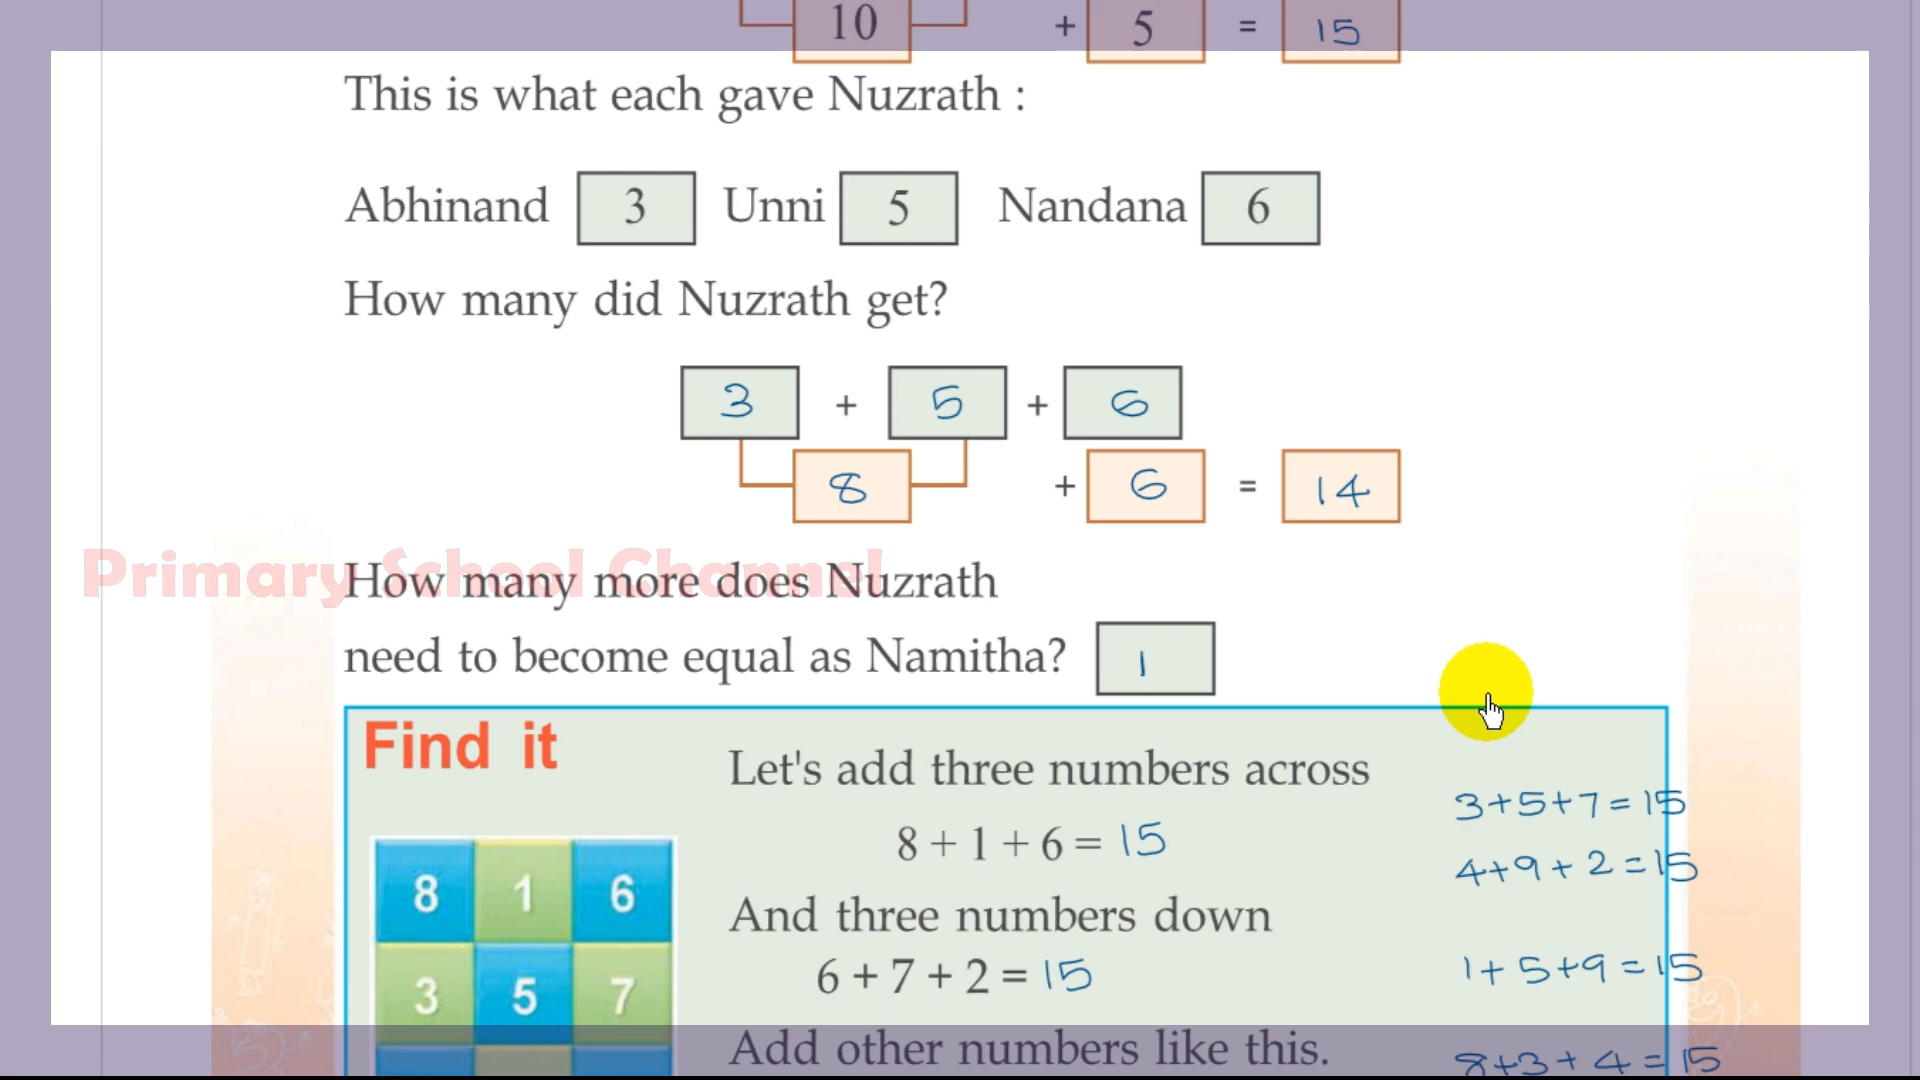 10 + 5 = 15
This is what each gave Nuzrath :
Abhinand 3 Unni 5 Nandana 6
How many did Nuzrath get?
3 + 5 + 6
8 + 6 = 14
Primary School Channel
How many more does Nuzrath
need to become equal as Namitha? 1
Find it
Let's add three numbers across
8 + 1 + 6 = 15
And three numbers down
6 + 7 + 2 = 15
Add other numbers like this.
8 1 6
3 5 7
3+5+7=15
4+9+2=15
1+5+9=15
8+3+4=15